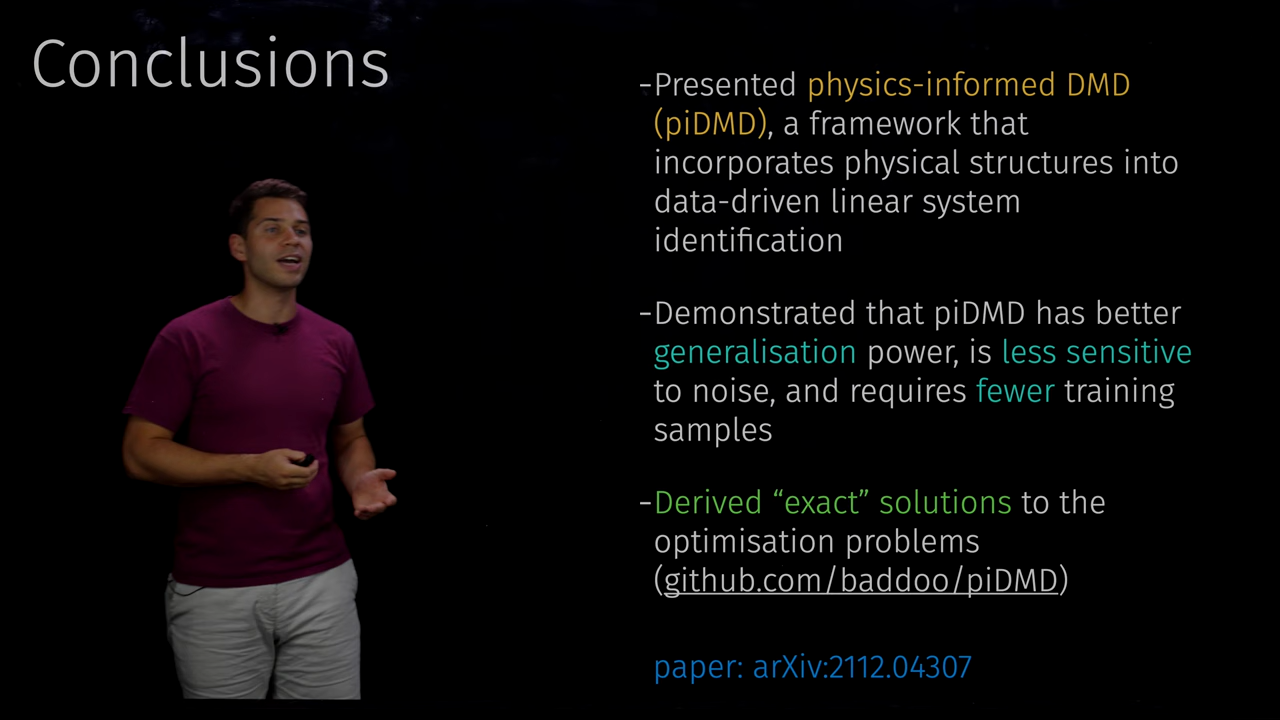 Conclusions
-Presented physics-informed DMD
(piDMD), a framework that
incorporates physical structures into
data-driven linear system
identification
-Demonstrated that piDMD has better
generalisation power, is less sensitive
to noise, and requires fewer training
samples
-Derived “exact” solutions to the
optimisation problems
(github.com/baddoo/piDMD)
paper: arXiv:2112.04307